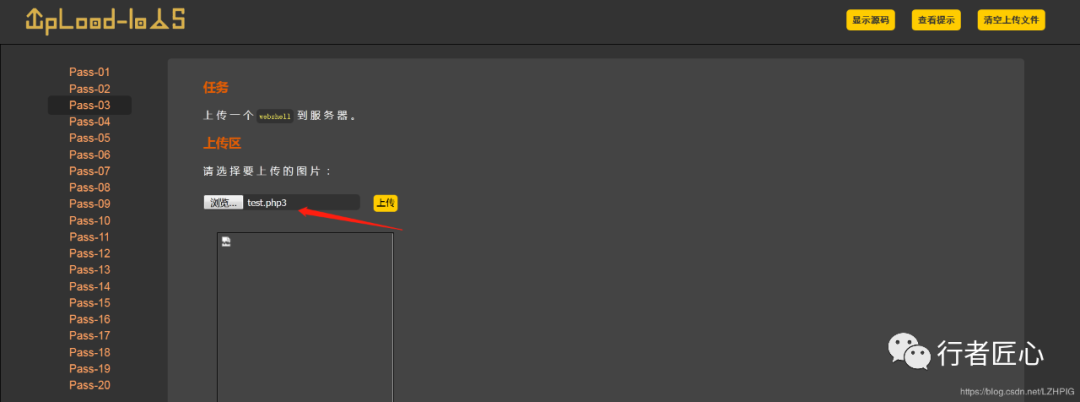 UpLoad-labs
显示源码 查看提示 清空上传文件
Pass-01
Pass-02
Pass-03
Pass-04
Pass-05
Pass-06
Pass-07
Pass-08
Pass-09
Pass-10
Pass-11
Pass-12
Pass-13
Pass-14
Pass-15
Pass-16
Pass-17
Pass-18
Pass-19
Pass-20
任务
上传一个 webshell 到服务器。
上传区
请选择要上传的图片：
浏览... test.php3 上传
行者匠心
https://blog.csdn.net/LZHPIG